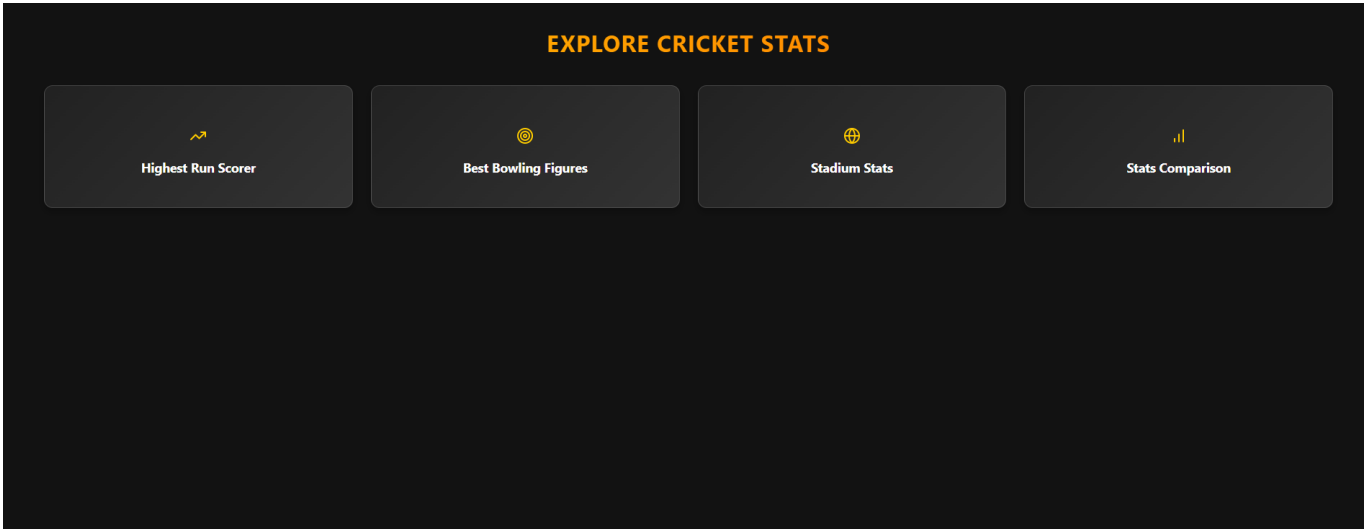 EXPLORE CRICKET STATS
Highest Run Scorer
Best Bowling Figures
Stadium Stats
Stats Comparison